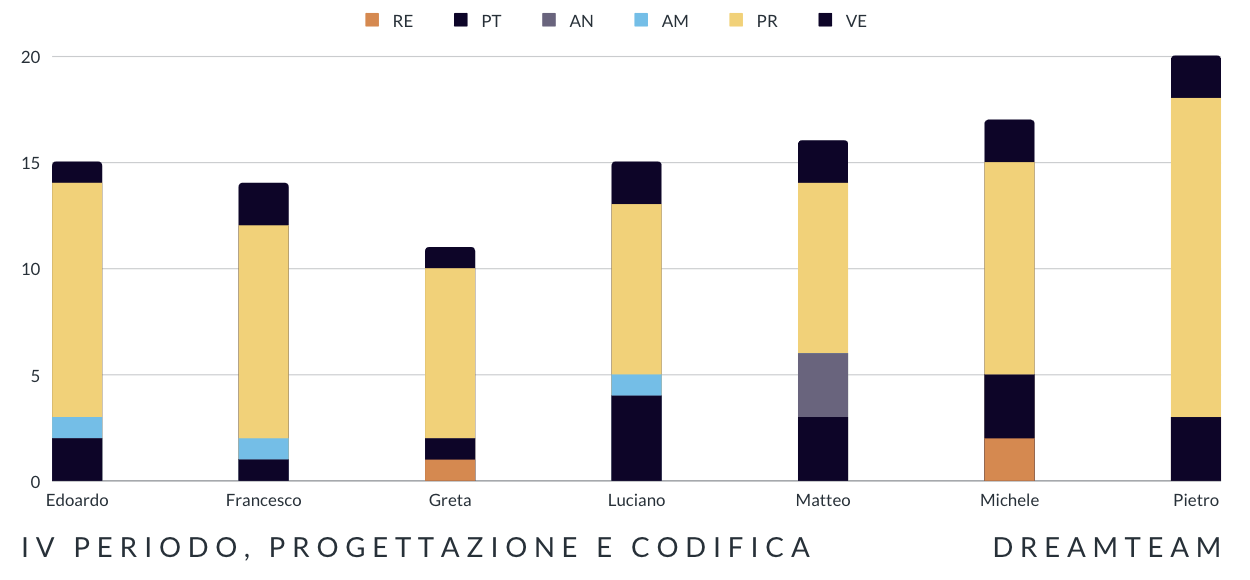 RE PT AN AM PR VE
20
15
10
5
0
Edoardo Francesco Greta Luciano Matteo Michele Pietro
IV PERIODO, PROGETTAZIONE E CODIFICA DREAMTEAM